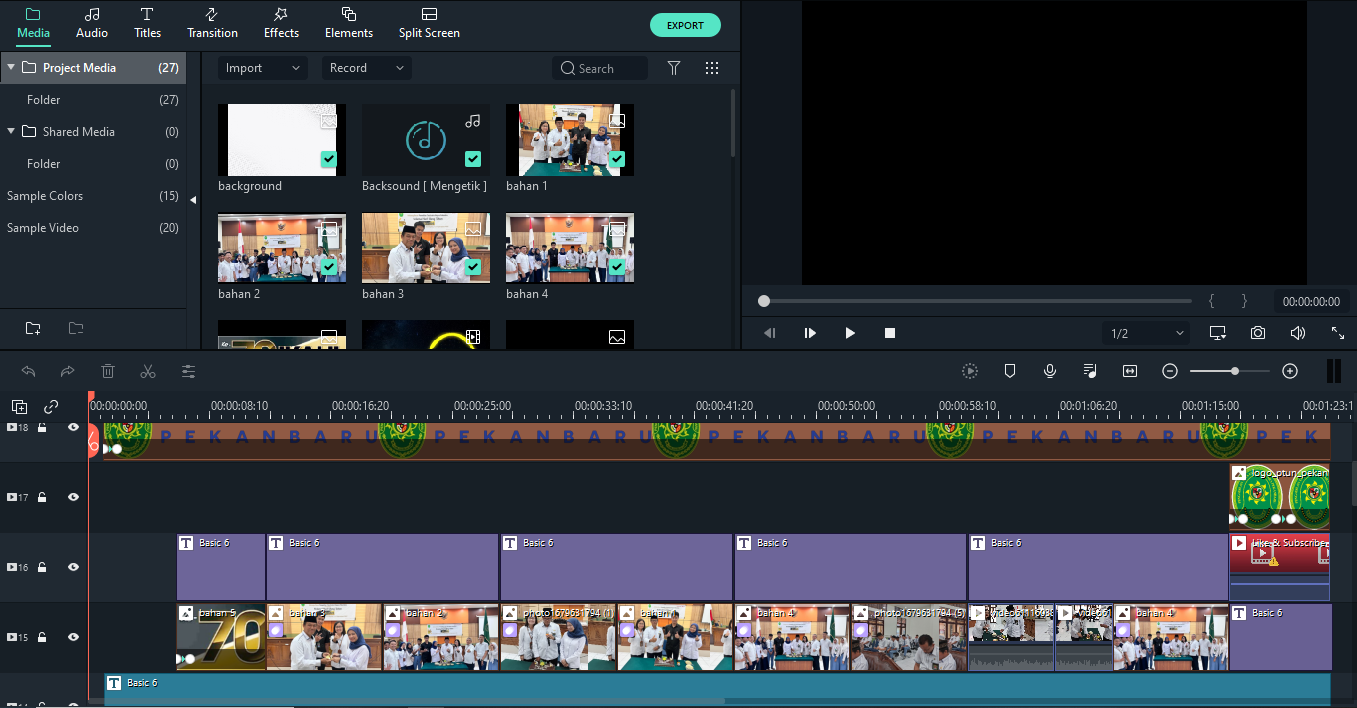 Media Audio Titles Transition Effects Elements Split Screen EXPORT
Project Media (27)
Folder (27)
Shared Media (0)
Folder (0)
Sample Colors (15)
Sample Video (20)
Import Record Search
background Backsound [ Mengetik ] bahan 1
bahan 2 bahan 3 bahan 4
{ } 00:00:00:00
1/2
00:00:00:00 00:00:08:10 00:00:16:20 00:00:25:00 00:00:33:10 00:00:41:20 00:00:50:00 00:00:58:10 00:01:06:20 00:01:15:00 00:01:23:1
18 PEKANBARU PEKANBARU PEKANBARU PEKANBARU PEK
17 logo_ptun_pekan
16 Basic 6 Basic 6 Basic 6 Basic 6 Basic 6 Like & Subscribe
15 bahan 5 bahan 3 bahan 2 photo1679631794 (1) bahan 1 bahan 4 photo1679631794 (5) bahan 4 Basic 6
70
Basic 6